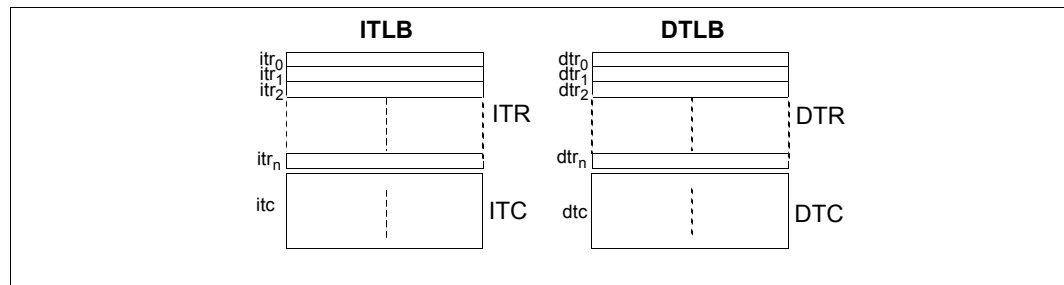 ITLB
DTLB
itr0
itr1
itr2
ITR
itrn
itc
ITC
dtr0
dtr1
dtr2
DTR
dtrn
dtc
DTC